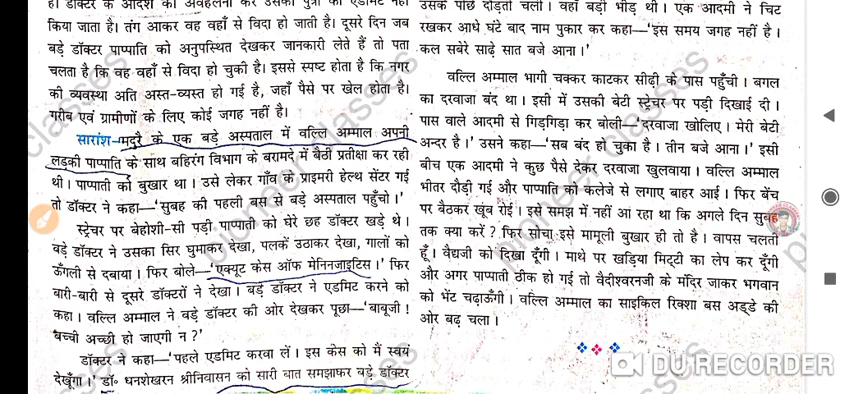 हा डाक्टर के आदेश का अवहेलना कर उसकी पुत्री को एडमिट नहीं
किया जाता है। तंग आकर वह वहाँ से विदा हो जाती है। दूसरे दिन जब
बड़े डॉक्टर पाप्पाति को अनुपस्थित देखकर जानकारी लेते हैं तो पता
चलता है कि वह वहाँ से विदा हो चुकी है। इससे स्पष्ट होता है कि नगर
की व्यवस्था अति अस्त-व्यस्त हो गई है, जहाँ पैसे पर खेल होता है।
गरीब एवं ग्रामीणों के लिए कोई जगह नहीं है।
सारांश–मदुरै के एक बड़े अस्पताल में वल्लि अम्माल अपनी
लड़की पाप्पाति के साथ बहिरंग विभाग के बरामदे में बैठी प्रतीक्षा कर रही
थी। पाप्पाति को बुखार था। उसे लेकर गाँव के प्राइमरी हेल्थ सेंटर गई
तो डॉक्टर ने कहा–'सुबह की पहली बस से बड़े अस्पताल पहुँचो।'
स्ट्रेचर पर बेहोशी-सी पड़ी पाप्पाती को घेरे छह डॉक्टर खड़े थे।
बड़े डॉक्टर ने उसका सिर घुमाकर देखा, पलकें उठाकर देखा, गालों को
ऊँगली से दबाया। फिर बोले–'एक्यूट केस ऑफ मेनिनजाइटिस।' फिर
बारी-बारी से दूसरे डॉक्टरों ने देखा। बड़े डॉक्टर ने एडमिट करने को
कहा। वल्लि अम्माल ने बड़े डॉक्टर की ओर देखकर पूछा–'बाबूजी!
बच्ची अच्छी हो जाएगी न?'
डॉक्टर ने कहा–'पहले एडमिट करवा लें। इस केस को मैं स्वयं
देखूँगा।' डॉ० धनशेखरन श्रीनिवासन को सारी बात समझाकर बड़े डॉक्टर
उसके पीछे दौड़ती चली। वहाँ बड़ी भीड़ थी। एक आदमी ने चिट
रखकर आधे घंटे बाद नाम पुकार कर कहा–'इस समय जगह नहीं है।
कल सबेरे साढ़े सात बजे आना।'
वल्लि अम्माल भागी चक्कर काटकर सीढ़ी के पास पहुँची। बगल
का दरवाजा बंद था। इसी में उसकी बेटी स्ट्रेचर पर पड़ी दिखाई दी।
पास वाले आदमी से गिड़गिड़ा कर बोली–'दरवाजा खोलिए। मेरी बेटी
अन्दर है।' उसने कहा–'सब बंद हो चुका है। तीन बजे आना।' इसी
बीच एक आदमी ने कुछ पैसे देकर दरवाजा खुलवाया। वल्लि अम्माल
भीतर दौड़ी गई और पाप्पाति को कलेजे से लगाए बाहर आई। फिर बेंच
पर बैठकर खूब रोई। इसे समझ में नहीं आ रहा था कि अगले दिन सुबह
तक क्या करें? फिर सोचा इसे मामूली बुखार ही तो है। वापस चलती
हूँ। वैद्यजी को दिखा दूँगी। माथे पर खड़िया मिट्टी का लेप कर दूँगी
और अगर पाप्पाति ठीक हो गई तो वैदीश्वरनजी के मंदिर जाकर भगवान
को भेंट चढ़ाऊँगी। वल्लि अम्माल का साइकिल रिक्शा बस अड्डे की
ओर बढ़ चला।
pioneer classes
DU RECORDER